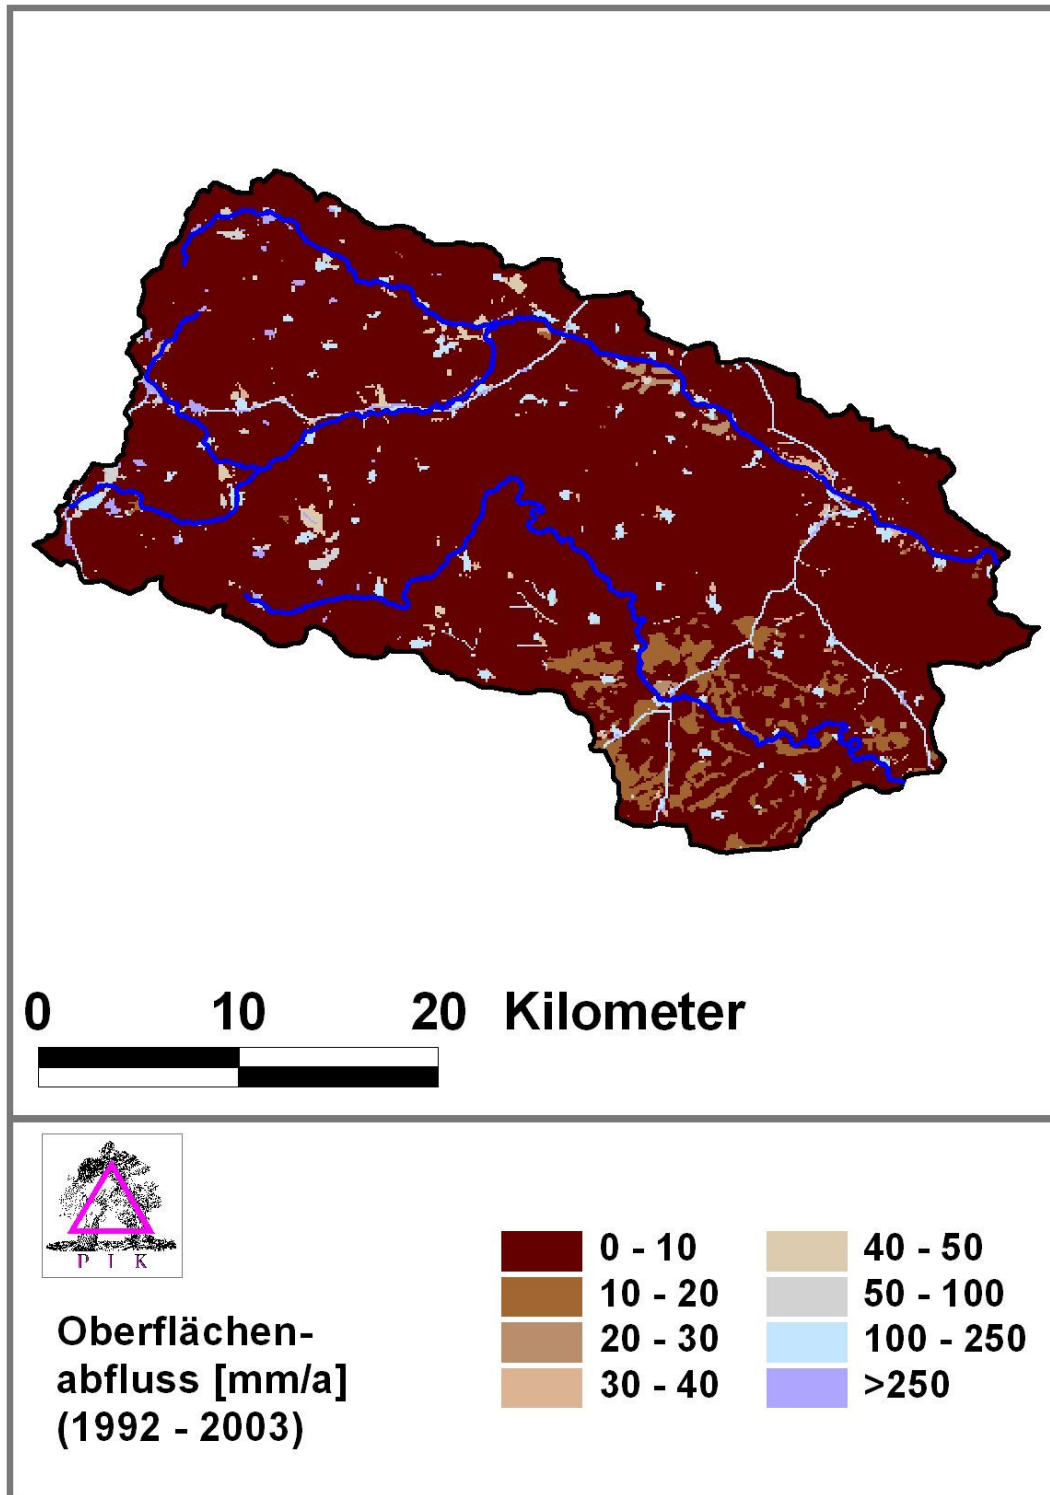 0 10 20 Kilometer
P I K
Oberflächen-
abfluss [mm/a]
(1992 - 2003)
0 - 10
10 - 20
20 - 30
30 - 40
40 - 50
50 - 100
100 - 250
>250